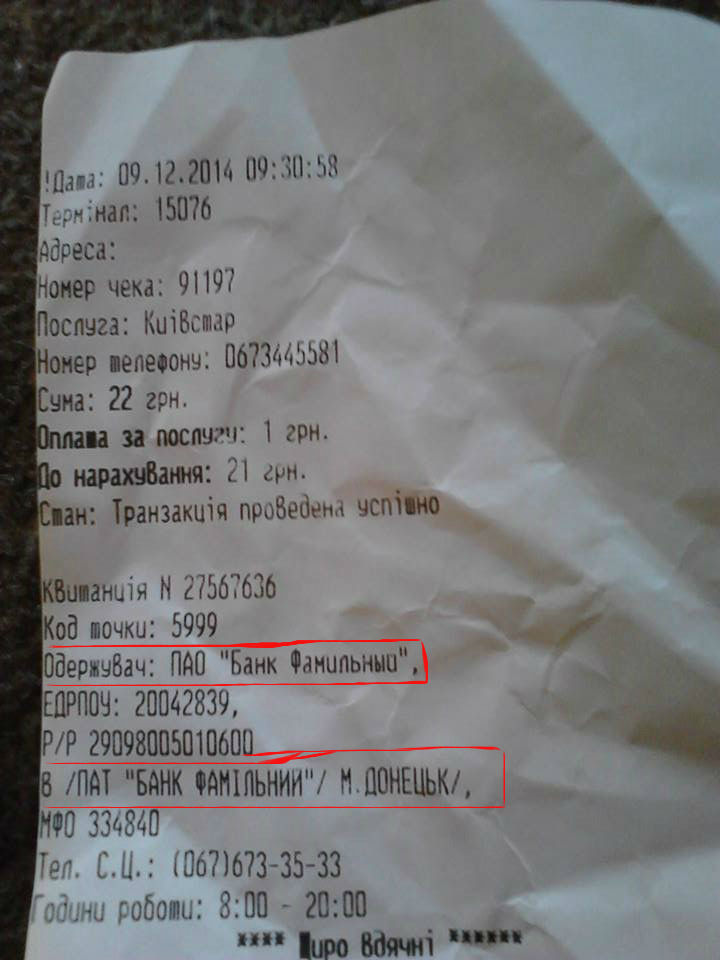 !Дата: 09.12.2014 09:30:58
Термінал: 15076
Адреса:
Номер чека: 91197
Послуга: Київстар
Номер телефону: 0673445581
Сума: 22 грн.
Оплата за послугу: 1 грн.
До нарахування: 21 грн.
Стан: Транзакція проведена успішно
Квитанція N 27567636
Код точки: 5999
Одержувач: ПАО "Банк Фамильный",
ЕДРПОУ: 20042839,
Р/Р 29098005010600
В /ПАТ "БАНК ФАМІЛЬНИЙ"/ М.ДОНЕЦЬК/,
МФО 334840
Тел. С.Ц.: (067)673-35-33
Години роботи: 8:00 - 20:00
**** Щиро вдячні ******